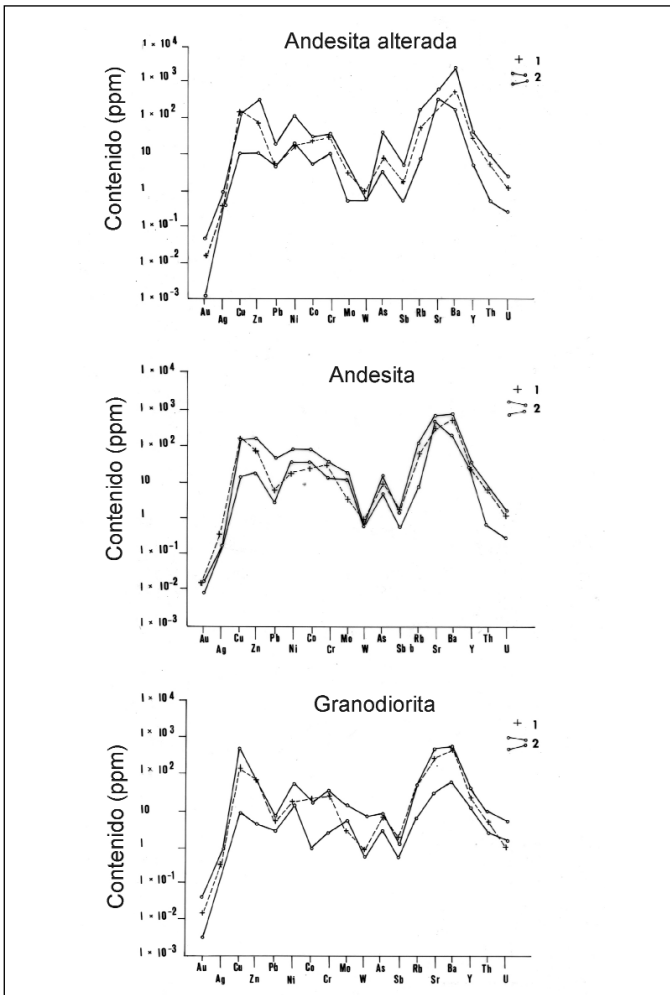 Andesita alterada
Contenido (ppm)
1 × 10⁴
1 × 10³
1 × 10²
10
1
1 × 10⁻¹
1 × 10⁻²
1 × 10⁻³
1
2
Au Cu Pb Co Mo As Rb Ba Th
Ag Zn Ni Cr W Sb Sr Y U
Andesita
Contenido (ppm)
1 × 10⁴
1 × 10³
1 × 10²
10
1
1 × 10⁻¹
1 × 10⁻²
1 × 10⁻³
1
2
Au Cu Pb Co Mo As Rb Ba Th
Ag Zn Ni Cr W Sb b Sr Y U
Granodiorita
Contenido (ppm)
1 × 10⁴
1 × 10³
1 × 10²
10
1
1 × 10⁻¹
1 × 10⁻²
1 × 10⁻³
1
2
Au Cu Pb Co Mo As Rb Ba Th
Ag Zn Ni Cr W Sb Sr Y U